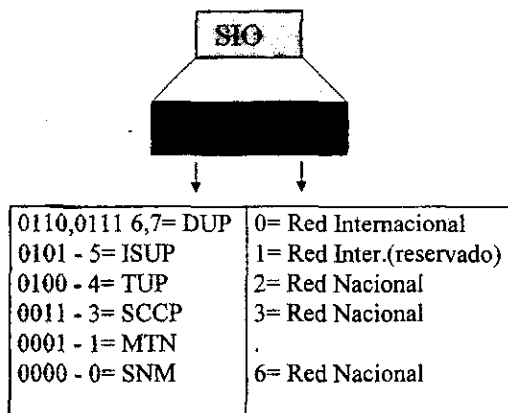 SIO
0110,0111 6,7= DUP
0101 - 5= ISUP
0100 - 4= TUP
0011 - 3= SCCP
0001 - 1= MTN
0000 - 0= SNM
0= Red Internacional
1= Red Inter.(reservado)
2= Red Nacional
3= Red Nacional
.
6= Red Nacional